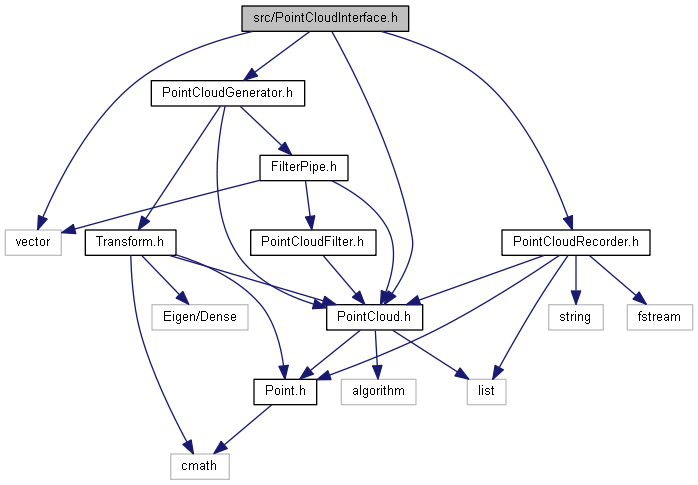 src/PointCloudInterface.h
PointCloudGenerator.h
FilterPipe.h
vector
Transform.h
PointCloudFilter.h
PointCloudRecorder.h
Eigen/Dense
PointCloud.h
string
fstream
Point.h
algorithm
list
cmath